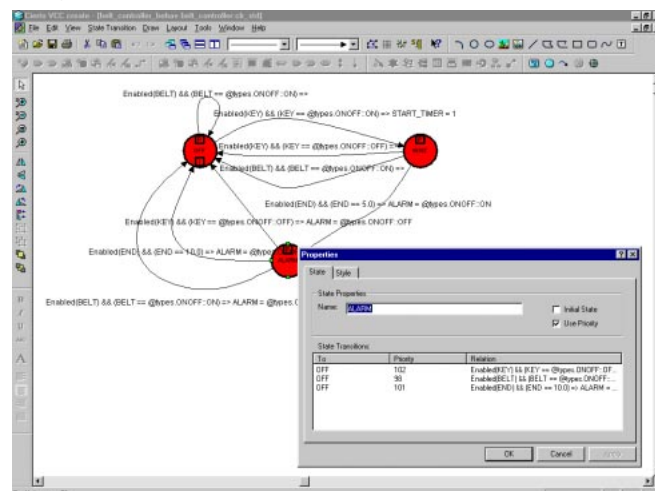 Cierto VCC create - [belt_controller_before belt_controller:clr_std]
File Edit View State Transition Draw Layout Tools Window Help
Enabled(BELT) && (BELT == @types.ONOFF::ON) =>
Enabled(KEY) && (KEY == @types.ONOFF::ON) => START_TIMER = 1
OFF
Enabled(KEY) && (KEY == @types.ONOFF::OFF) =>
Enabled(BELT) && (BELT == @types.ONOFF::ON) =>
Enabled(END) && (END == 5.0) => ALARM = @types.ONOFF::ON
Enabled(KEY) && (KEY == @types.ONOFF::OFF) => ALARM = @types.ONOFF::OFF
Enabled(END) && (END == 10.0) => ALARM = @types
Enabled(BELT) && (BELT == @types.ONOFF::ON) => ALARM = @types.O
Properties
State Style
State Properties
Name: ALARM
Initial State
Use Priority
State Transitions:
To Priority Relation
OFF 102 Enabled(KEY) && (KEY == @types.ONOFF::OF...
OFF 98 Enabled(BELT) && (BELT == @types.ONOFF:...
OFF 101 Enabled(END) && (END == 10.0) => ALARM = ...
OK Cancel Apply